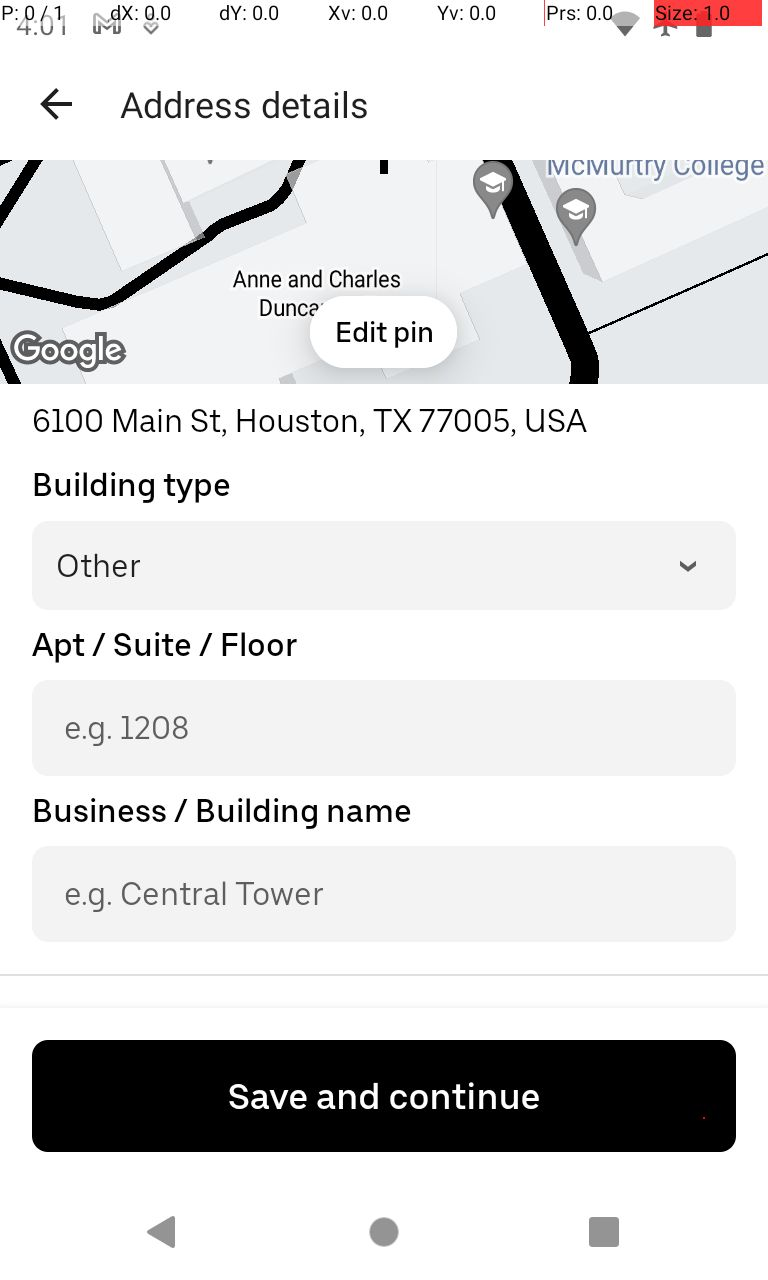 P: 0 / 1 dX: 0.0 dY: 0.0 Xv: 0.0 Yv: 0.0 Prs: 0.0 Size: 1.0
4:01
Address details
McMurtry College
Anne and Charles
Edit pin
Google
6100 Main St, Houston, TX 77005, USA
Building type
Other
Apt / Suite / Floor
e.g. 1208
Business / Building name
e.g. Central Tower
Save and continue